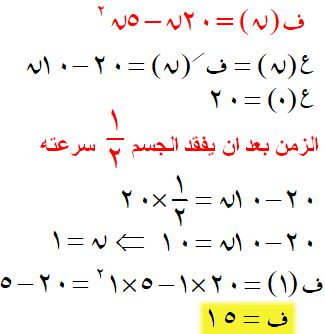 ف(ن) = ٢٠ن − ٥ن٢
ع(ن) = ف/(ن) = ٢٠ − ١٠ن
ع(٠) = ٢٠
الزمن بعد ان يفقد الجسم ١/٢ سرعته
٢٠ − ١٠ن = ١/٢ × ٢٠
٢٠ − ١٠ن = ١٠ ⇐ ن = ١
ف(١) = ٢٠ × ١ − ٥ × ١٢ = ٢٠ − ٥
ف = ١٥